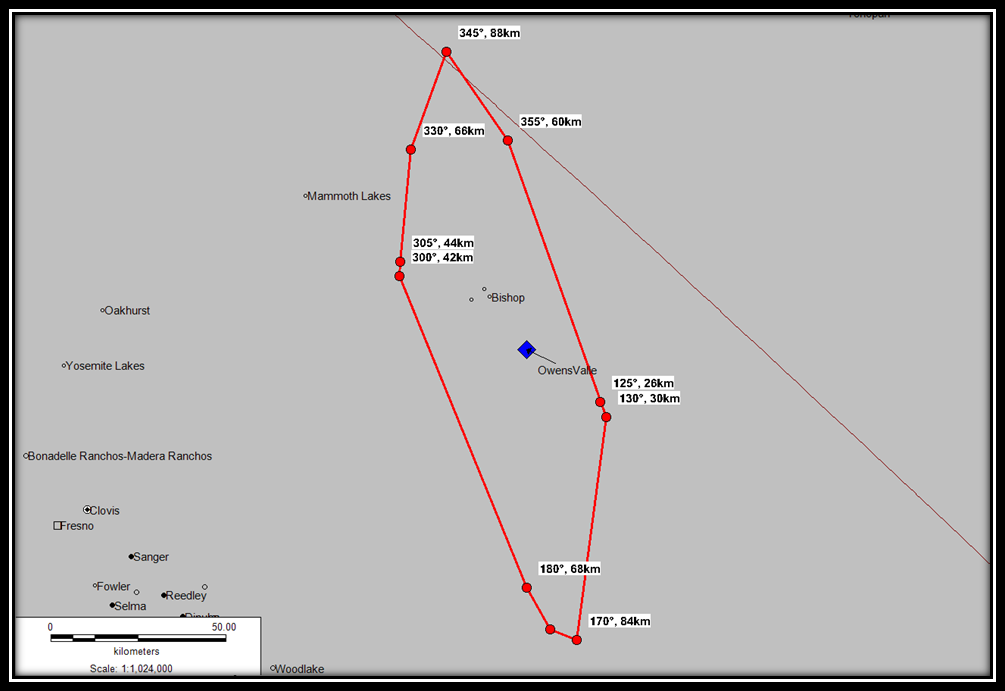 345°, 88km
355°, 60km
330°, 66km
Mammoth Lakes
305°, 44km
300°, 42km
Bishop
Oakhurst
Yosemite Lakes
OwensValle
125°, 26km
130°, 30km
Bonadelle Ranchos-Madera Ranchos
Clovis
Fresno
Sanger
180°, 68km
Fowler
Reedley
Selma
170°, 84km
0 50.00
kilometers
Scale: 1:1,024,000
Woodlake